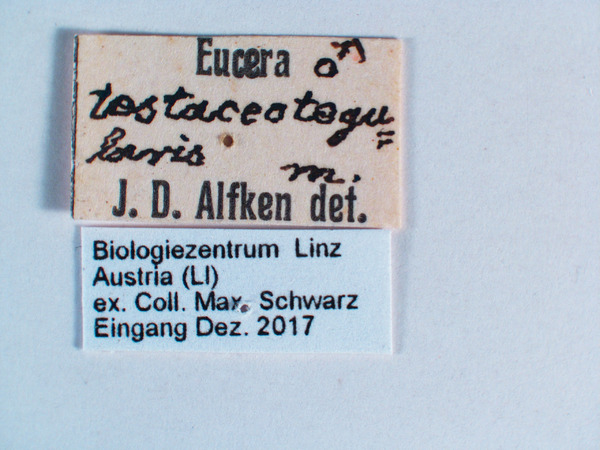 Eucera ♂
testaceotegu=
laris m.
J. D. Alfken det.
Biologiezentrum Linz
Austria (LI)
ex. Coll. Max. Schwarz
Eingang Dez. 2017